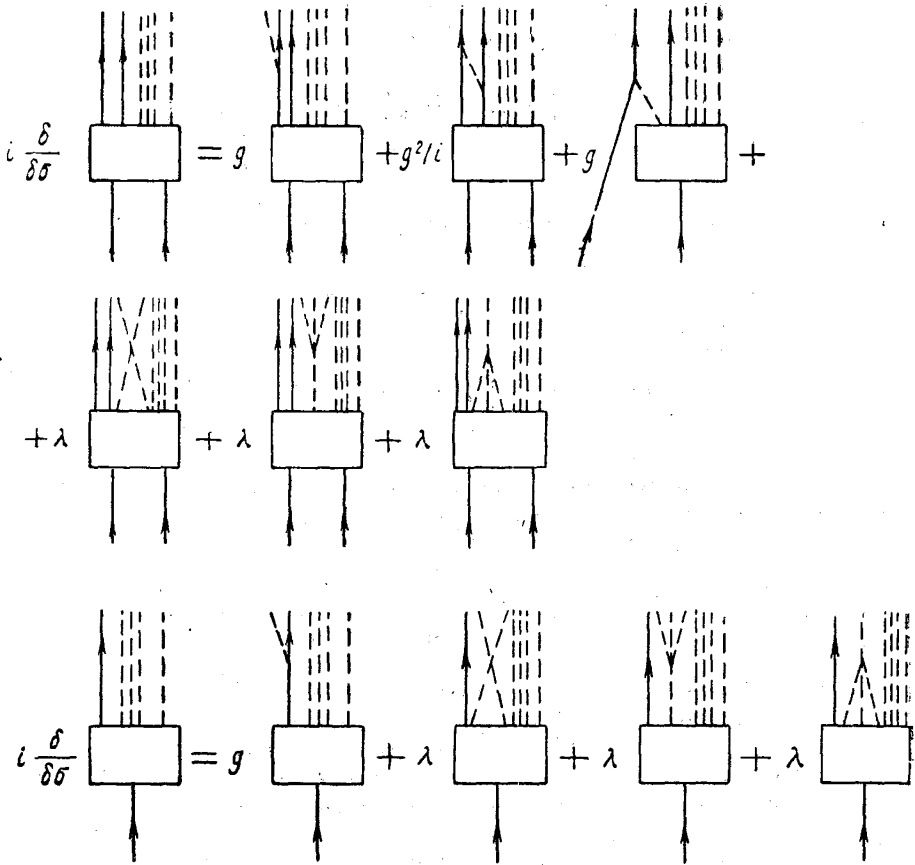 i δ/δσ = g + g²/i + g +
+ λ + λ + λ
i δ/δσ = g + λ + λ + λ